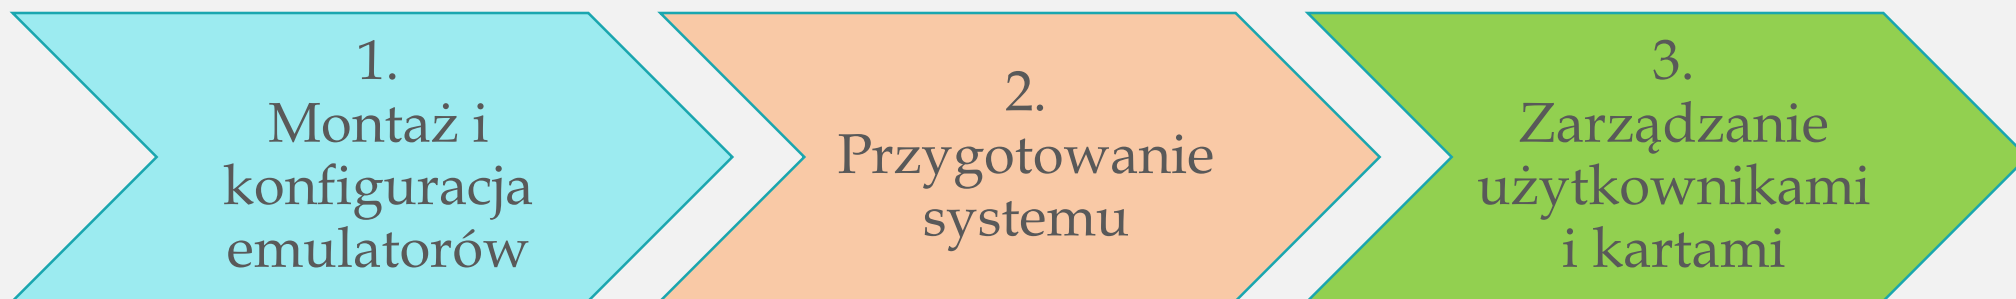 1.
Montaż i
konfiguracja
emulatorów
2.
Przygotowanie
systemu
3.
Zarządzanie
użytkownikami
i kartami